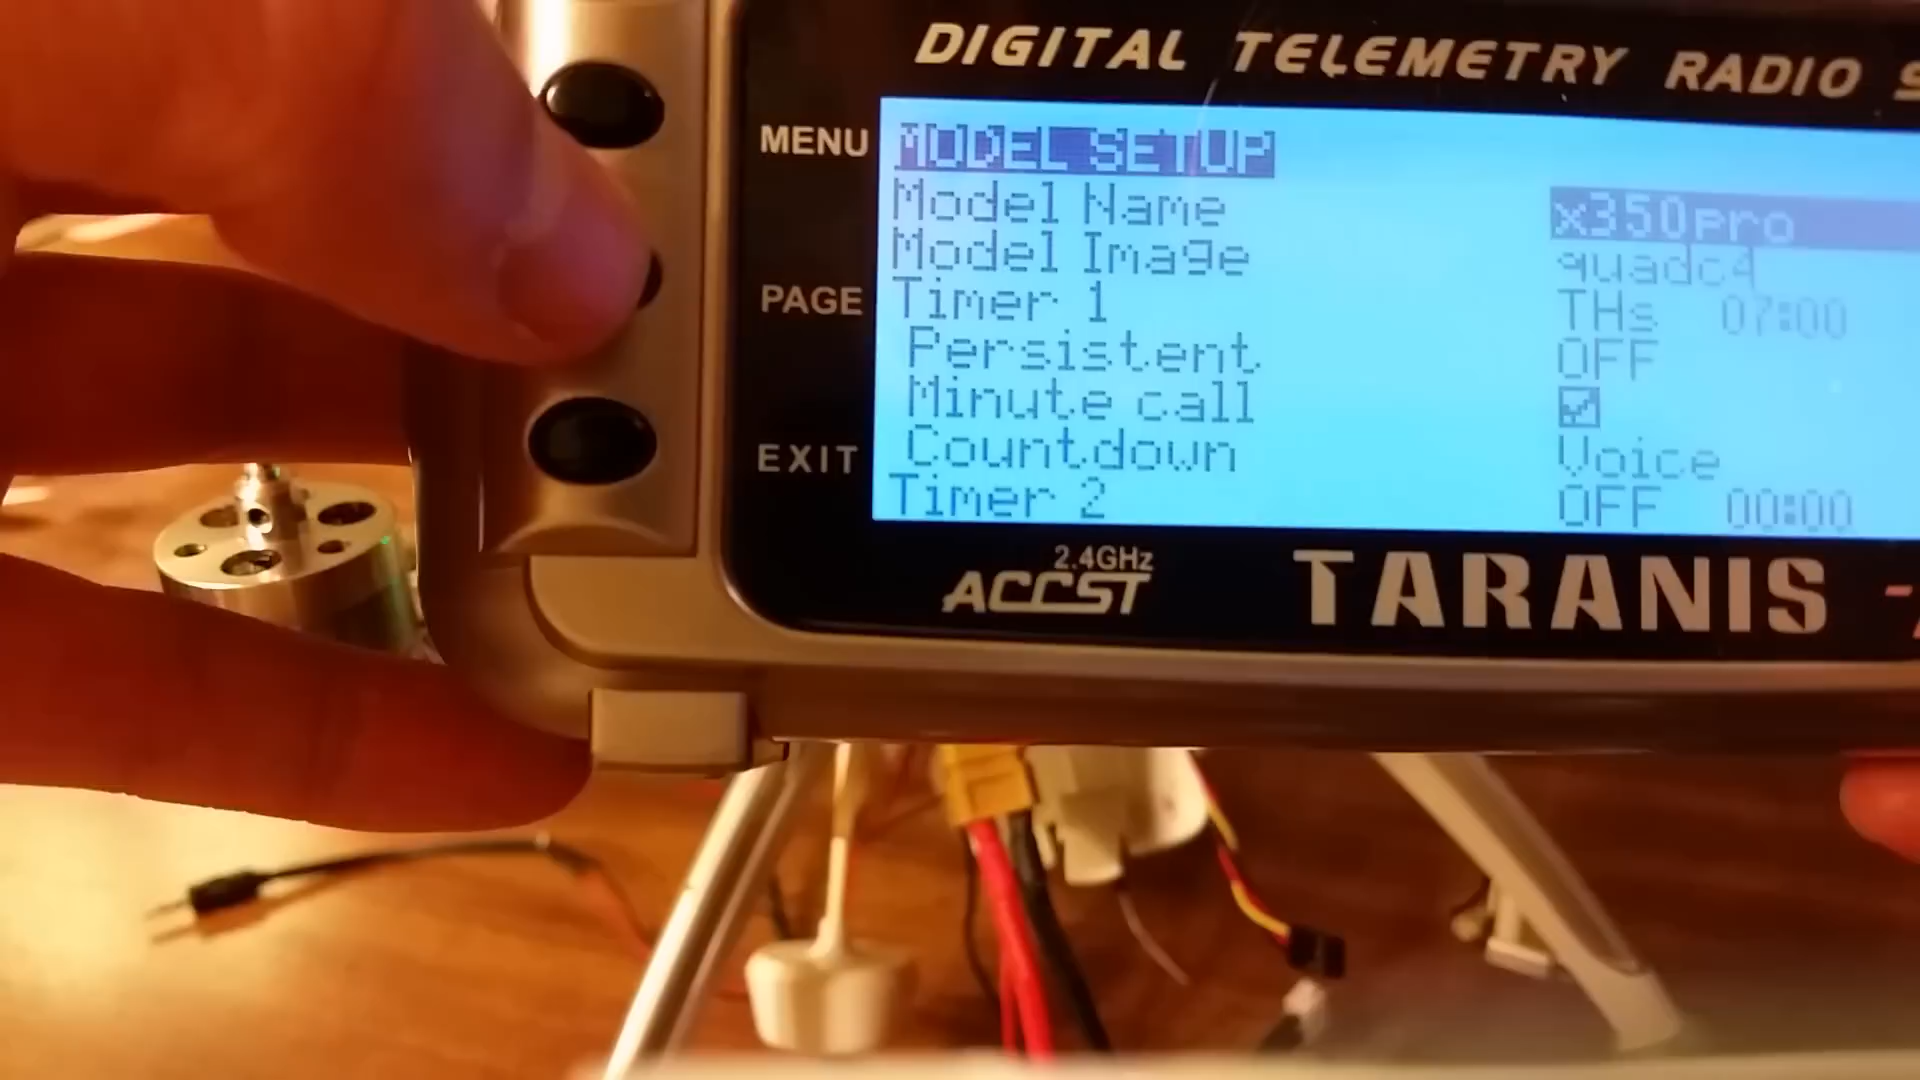 DIGITAL TELEMETRY RADIO
MENU
PAGE
EXIT
MODEL SETUP
Model Name x350pro
Model Image quadc4
Timer 1 THs 07:00
Persistent OFF
Minute call
Countdown Voice
Timer 2 OFF 00:00
2.4GHz
ACCST
TARANIS